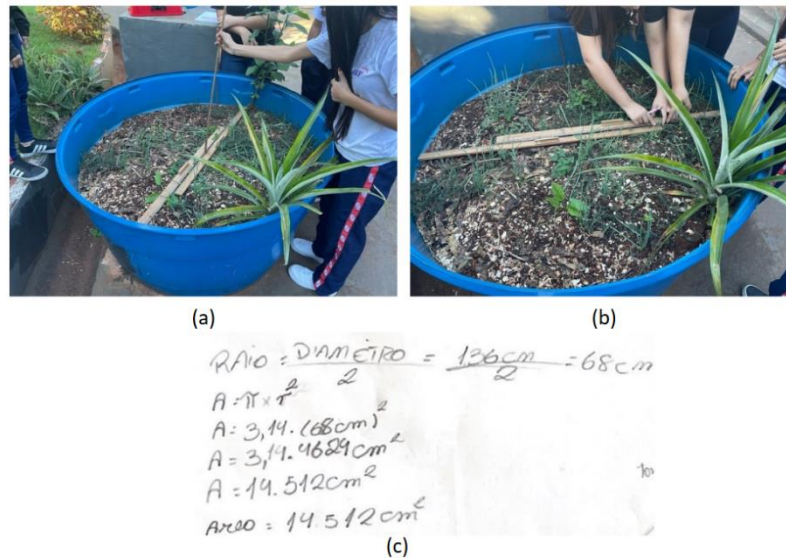 (a)
(b)
RAIO = DIAMETRO / 2 = 136cm / 2 = 68cm
A = π x r²
A = 3,14 . (68cm)²
A = 3,14 . 4624cm²
A = 14.512cm²
Area = 14.512cm²
(c)